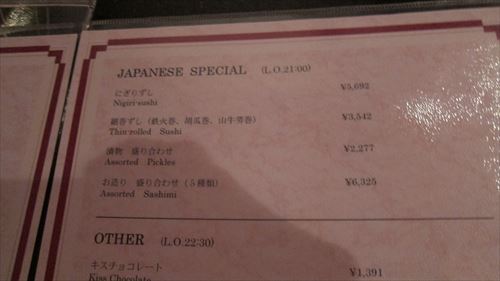 JAPANESE SPECIAL (L.O.21:00)
にぎりずし ¥5,692
Nigiri-sushi
細巻ずし（鉄火巻、胡瓜巻、山牛蒡巻） ¥3,542
Thin rolled Sushi
漬物 盛り合わせ ¥2,277
Assorted Pickles
お造り 盛り合わせ（５種類） ¥6,325
Assorted Sashimi
OTHER (L.O.22:30)
キスチョコレート ¥1,391
Kiss Chocolate